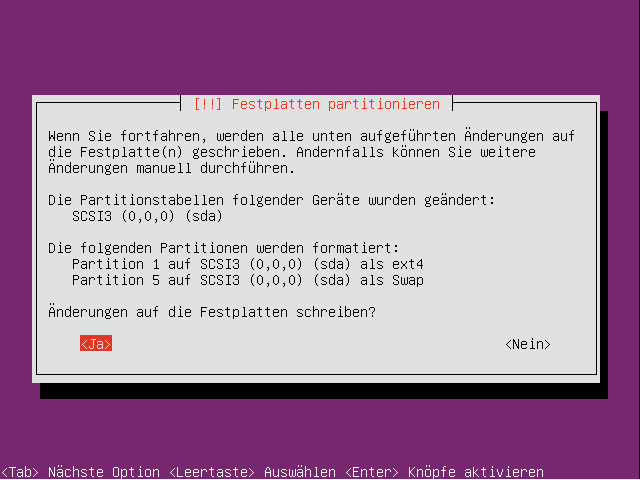 [!!] Festplatten partitionieren
Wenn Sie fortfahren, werden alle unten aufgeführten Änderungen auf
die Festplatte(n) geschrieben. Andernfalls können Sie weitere
Änderungen manuell durchführen.
Die Partitionstabellen folgender Geräte wurden geändert:
SCSI3 (0,0,0) (sda)
Die folgenden Partitionen werden formatiert:
Partition 1 auf SCSI3 (0,0,0) (sda) als ext4
Partition 5 auf SCSI3 (0,0,0) (sda) als Swap
Änderungen auf die Festplatten schreiben?
<Ja> <Nein>
<Tab> Nächste Option <Leertaste> Auswählen <Enter> Knöpfe aktivieren